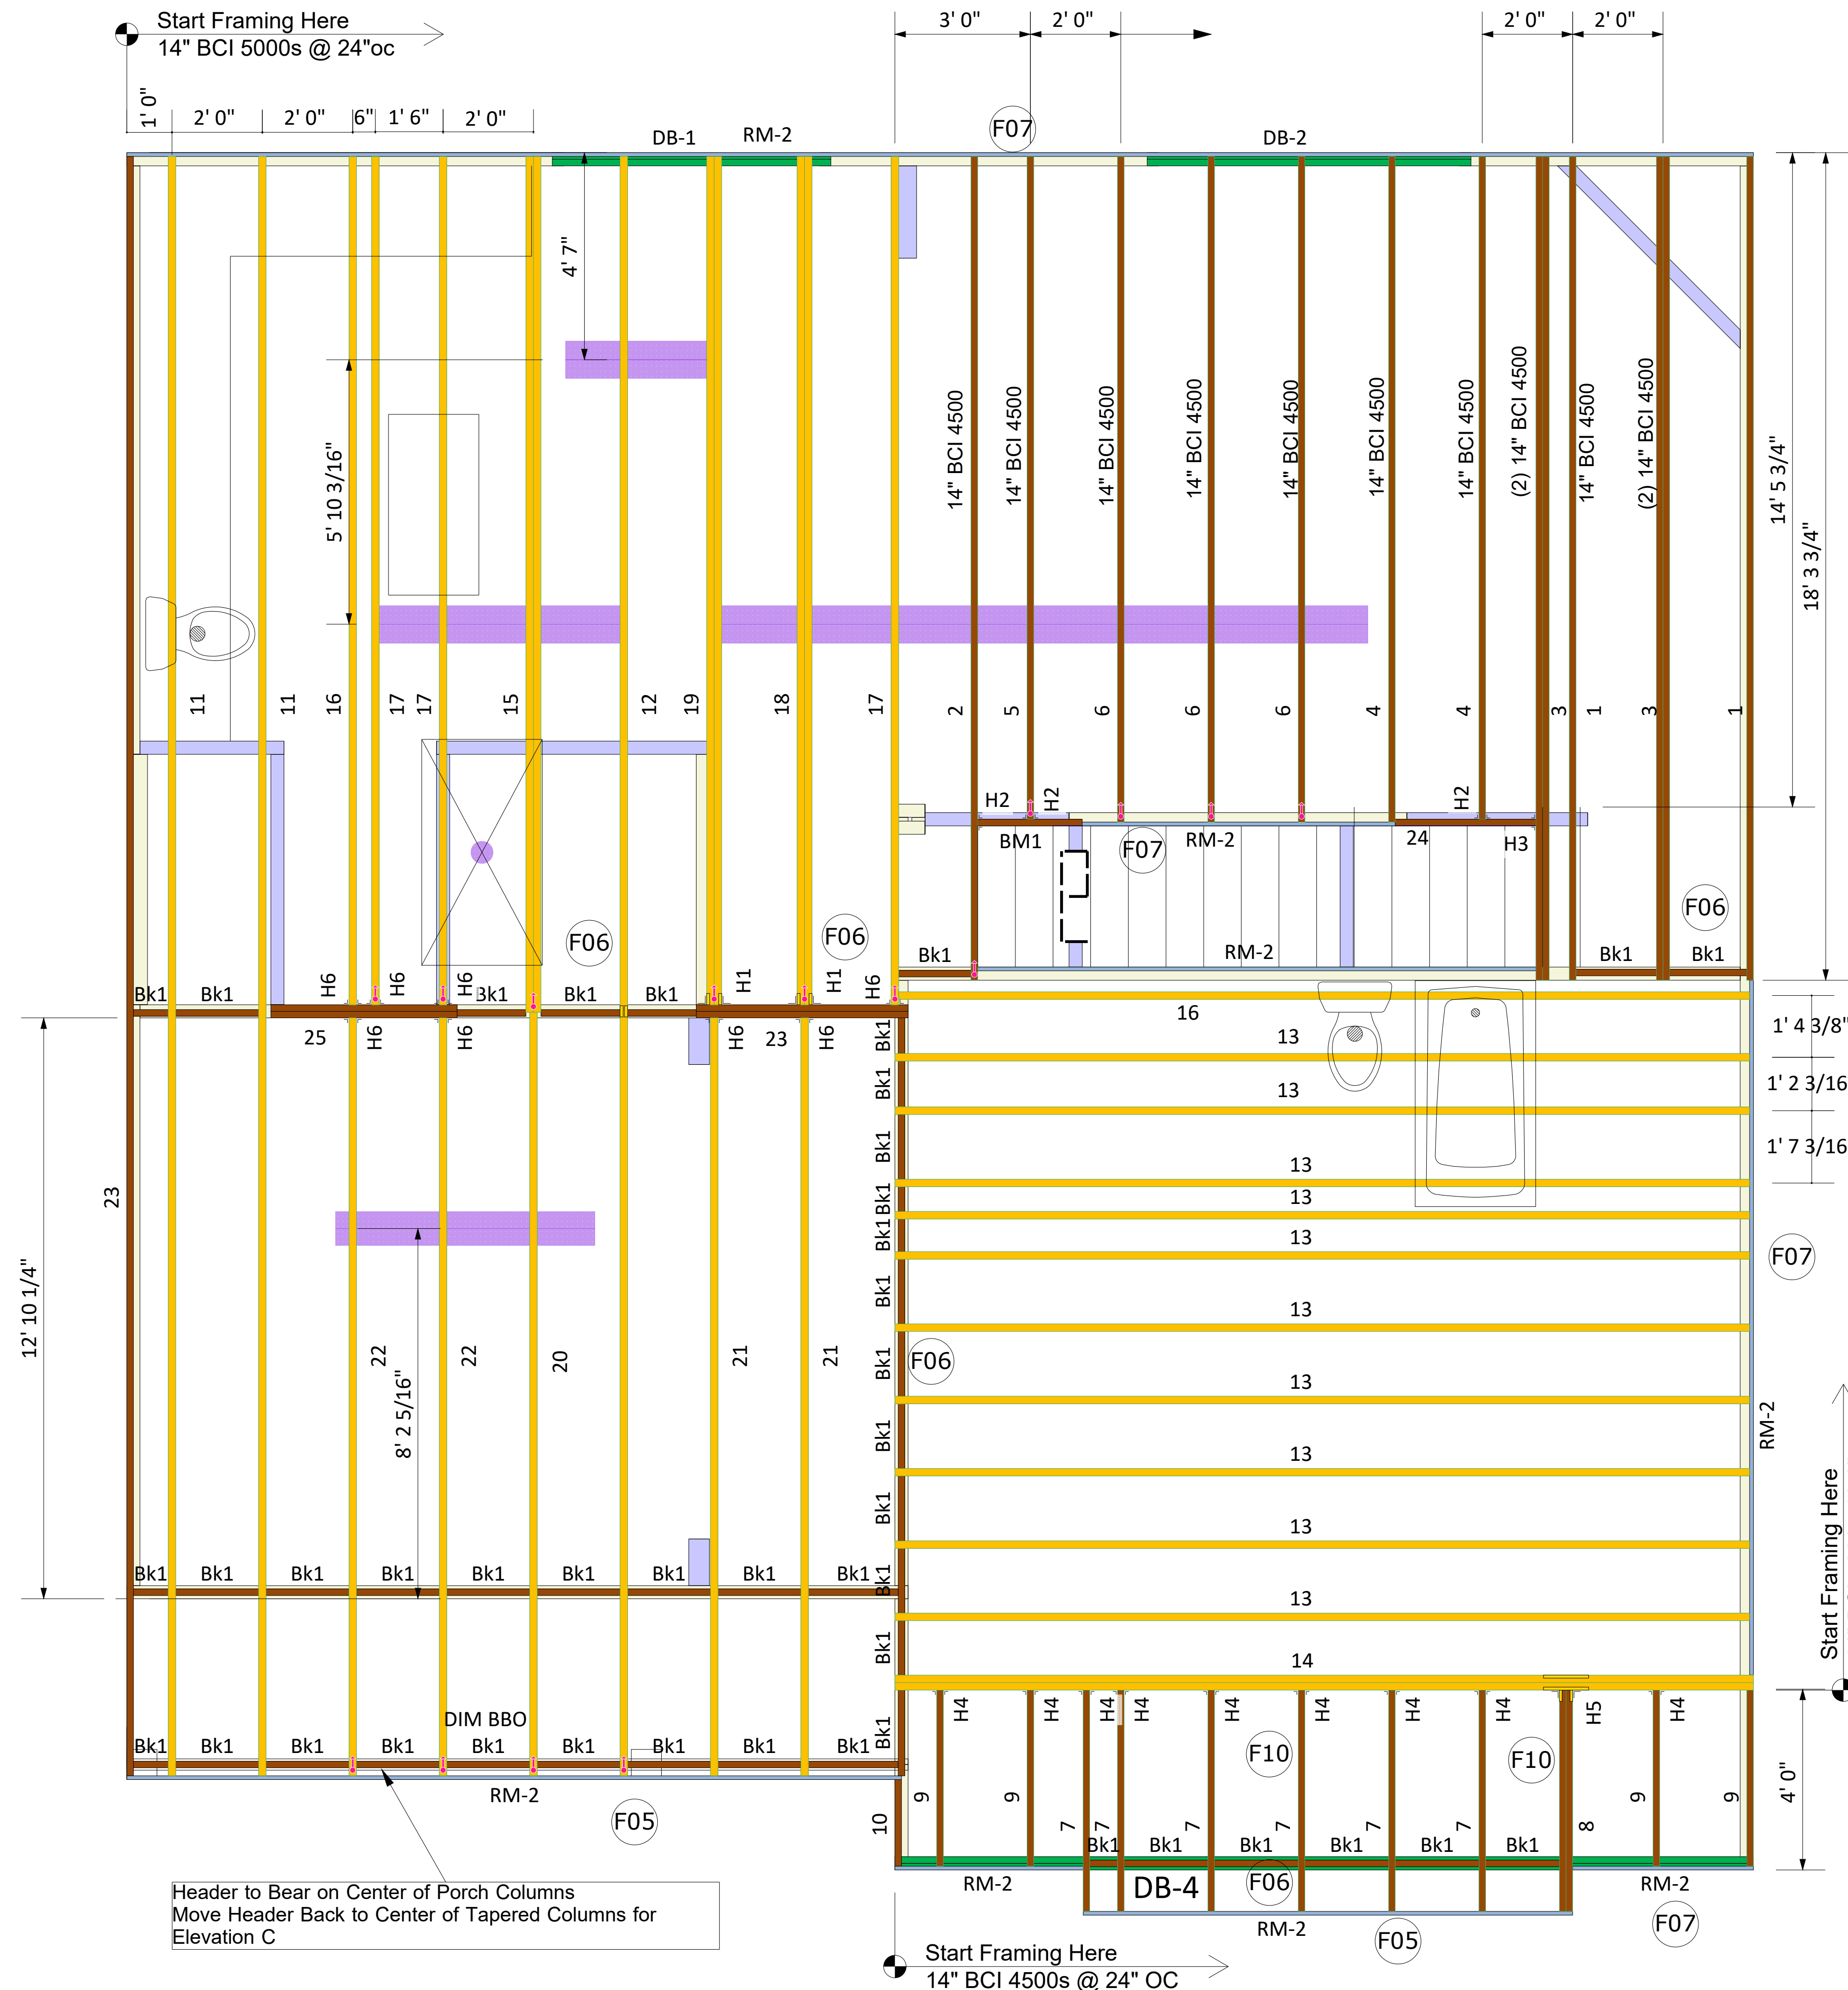 Start Framing Here
14" BCI 5000s @ 24"oc
3' 0"
2' 0"
2' 0"
2' 0"
1' 0"
2' 0"
2' 0"
6"
1' 6"
2' 0"
DB-1
RM-2
F07
DB-2
4' 7"
5' 10 3/16"
14" BCI 4500
14" BCI 4500
14" BCI 4500
14" BCI 4500
14" BCI 4500
14" BCI 4500
14" BCI 4500
(2) 14" BCI 4500
14" BCI 4500
(2) 14" BCI 4500
14' 5 3/4"
18' 3 3/4"
11
11
16
17
17
15
12
19
18
17
2
5
6
6
6
4
4
3
1
3
1
H2
H2
H2
BM1
F07
RM-2
24
H3
F06
F06
F06
Bk1
RM-2
Bk1
Bk1
Bk1
Bk1
H6
H6
H6
Bk1
Bk1
Bk1
H1
H1
H6
25
H6
H6
H6
23
H6
Bk1
16
13
1' 4 3/8"
Bk1
13
1' 2 3/16
Bk1
13
1' 7 3/16
Bk1
13
Bk1
13
23
12' 10 1/4"
F07
Bk1
13
22
22
20
21
21
Bk1
F06
13
8' 2 5/16"
RM-2
Bk1
13
Bk1
13
Start Framing Here
Bk1
Bk1
Bk1
Bk1
Bk1
Bk1
Bk1
Bk1
Bk1
Bk1
13
Bk1
14
DIM BBO
Bk1
Bk1
Bk1
Bk1
Bk1
Bk1
Bk1
Bk1
Bk1
Bk1
H4
H4
H4
H4
H4
H4
H4
H4
H5
H4
F10
F10
4' 0"
RM-2
F05
10
9
9
7
7
7
7
7
7
8
9
9
Bk1
Bk1
Bk1
Bk1
Bk1
Bk1
RM-2
DB-4
F06
RM-2
RM-2
F05
F07
Header to Bear on Center of Porch Columns
Move Header Back to Center of Tapered Columns for
Elevation C
Start Framing Here
14" BCI 4500s @ 24" OC